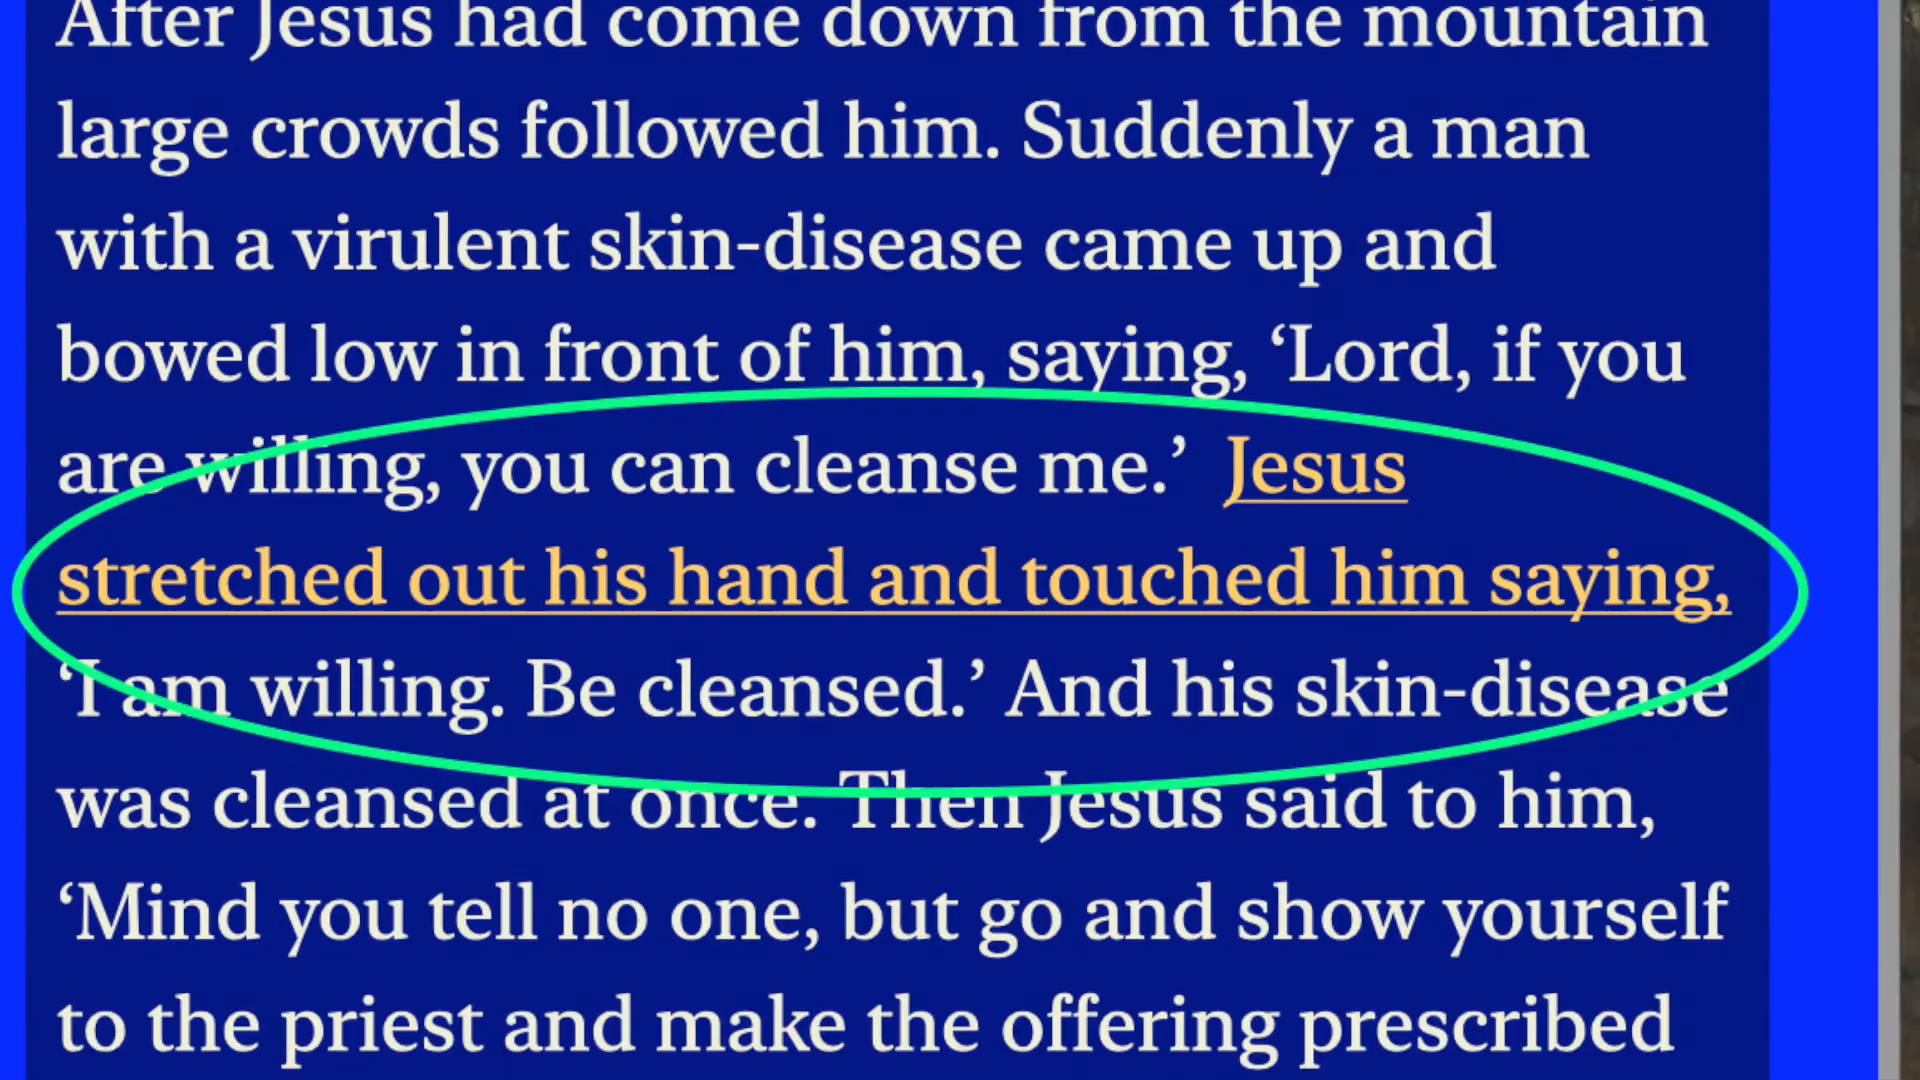 After Jesus had come down from the mountain
large crowds followed him. Suddenly a man
with a virulent skin-disease came up and
bowed low in front of him, saying, ‘Lord, if you
are willing, you can cleanse me.’ Jesus
stretched out his hand and touched him saying,
‘I am willing. Be cleansed.’ And his skin-disease
was cleansed at once. Then Jesus said to him,
‘Mind you tell no one, but go and show yourself
to the priest and make the offering prescribed